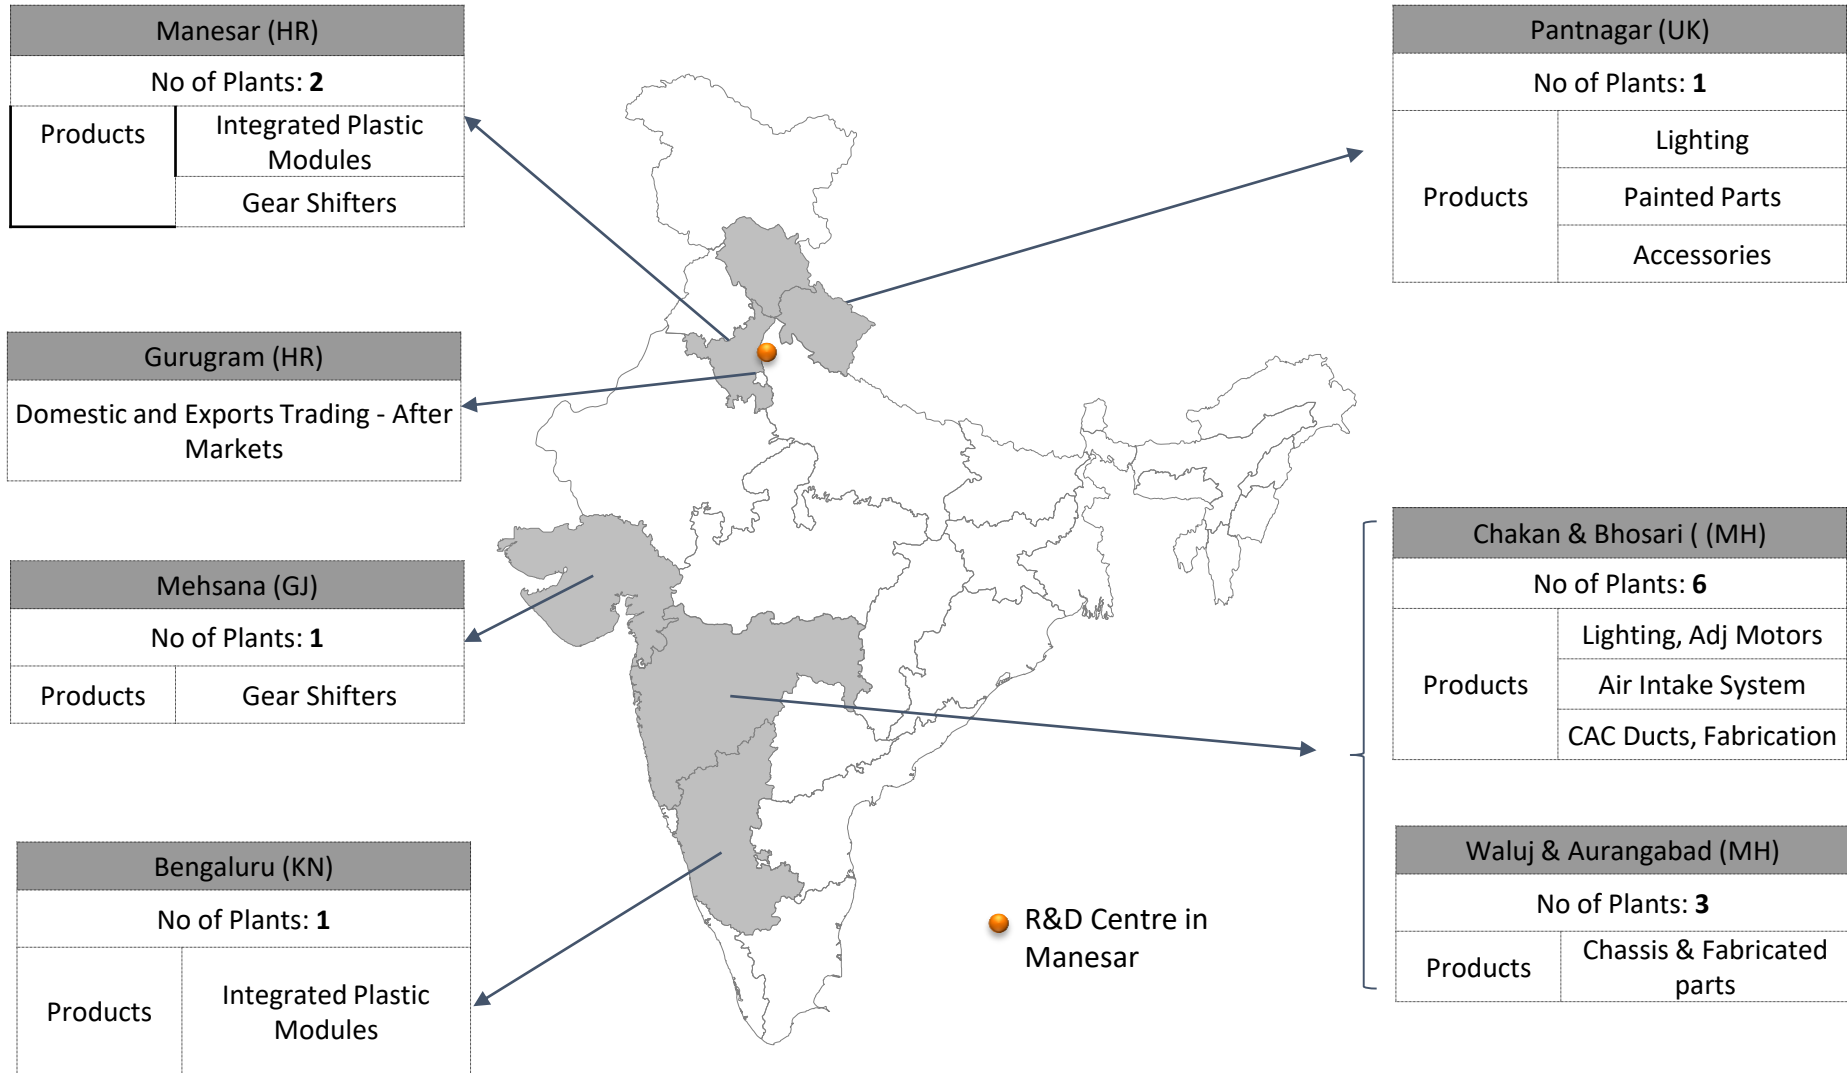 Manesar (HR)
No of Plants: 2
Products
Integrated Plastic
Modules
Gear Shifters
Gurugram (HR)
Domestic and Exports Trading - After
Markets
Mehsana (GJ)
No of Plants: 1
Products
Gear Shifters
Bengaluru (KN)
No of Plants: 1
Products
Integrated Plastic
Modules
R&D Centre in
Manesar
Pantnagar (UK)
No of Plants: 1
Products
Lighting
Painted Parts
Accessories
Chakan & Bhosari ( (MH)
No of Plants: 6
Products
Lighting, Adj Motors
Air Intake System
CAC Ducts, Fabrication
Waluj & Aurangabad (MH)
No of Plants: 3
Products
Chassis & Fabricated
parts